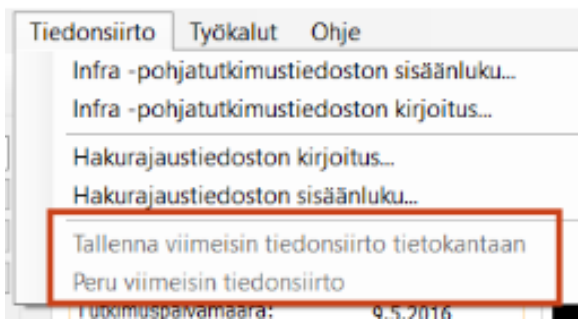 Tiedonsiirto Työkalut Ohje
Infra -pohjatutkimustiedoston sisäänluku...
Infra -pohjatutkimustiedoston kirjoitus...
Hakurajaustiedoston kirjoitus...
Hakurajaustiedoston sisäänluku...
Tallenna viimeisin tiedonsiirto tietokantaan
Peru viimeisin tiedonsiirto
Tutkimuspäivämäärä: 9.5.2016